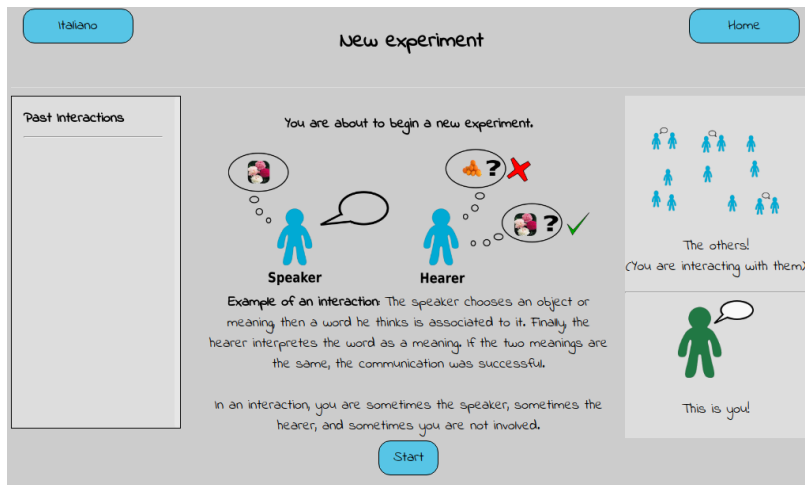 Italiano
New experiment
Home
Past Interactions
You are about to begin a new experiment.
?
?
Speaker
Hearer
Example of an interaction: The speaker chooses an object or
meaning, then a word he thinks is associated to it. Finally, the
hearer interpretes the word as a meaning. If the two meanings are
the same, the communication was successful.
In an interaction, you are sometimes the speaker, sometimes the
hearer, and sometimes you are not involved.
Start
The others!
(You are interacting with them)
This is you!